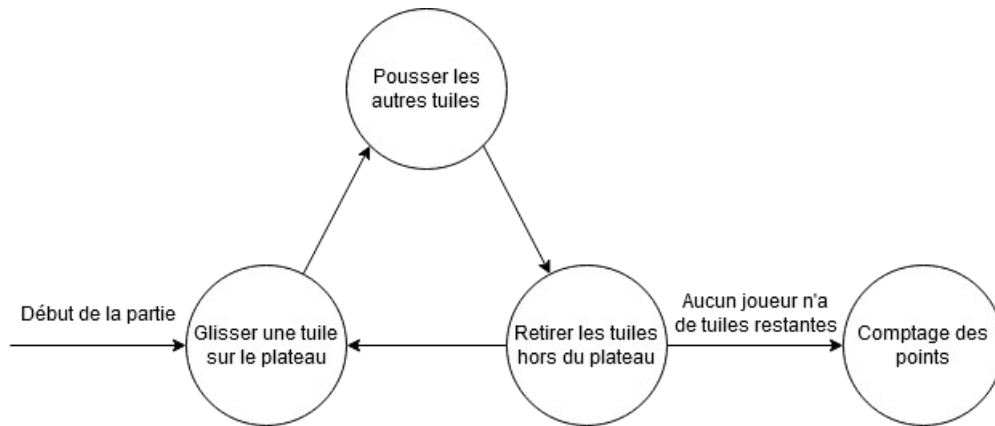 Pousser les
autres tuiles
Début de la partie
Glisser une tuile
sur le plateau
Retirer les tuiles
hors du plateau
Aucun joueur n'a
de tuiles restantes
Comptage des
points